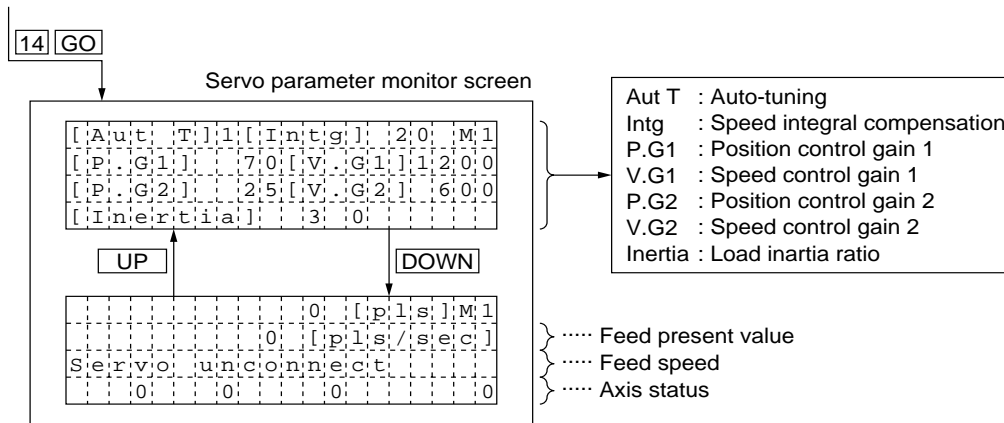 14 GO
Servo parameter monitor screen
[Aut T]1[Intg] 20 M1
[P.G1] 70[V.G1]1200
[P.G2] 25[V.G2] 600
[Inertia] 3 0
Aut T : Auto-tuning
Intg : Speed integral compensation
P.G1 : Position control gain 1
V.G1 : Speed control gain 1
P.G2 : Position control gain 2
V.G2 : Speed control gain 2
Inertia : Load inartia ratio
UP
DOWN
0 [pls]M1
0 [pls/sec]
Servo unconnect
0 0 0 0
Feed present value
Feed speed
Axis status